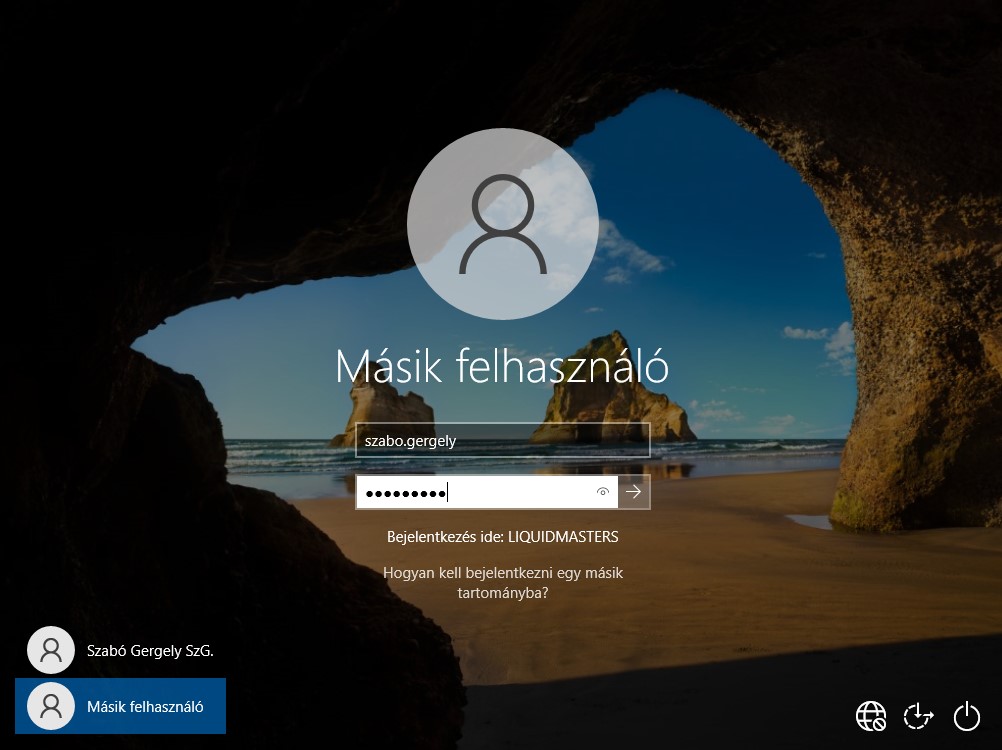 Másik felhasználó
szabo.gergely
●●●●●●●●●
Bejelentkezés ide: LIQUIDMASTERS
Hogyan kell bejelentkezni egy másik
tartományba?
Szabó Gergely SzG.
Másik felhasználó